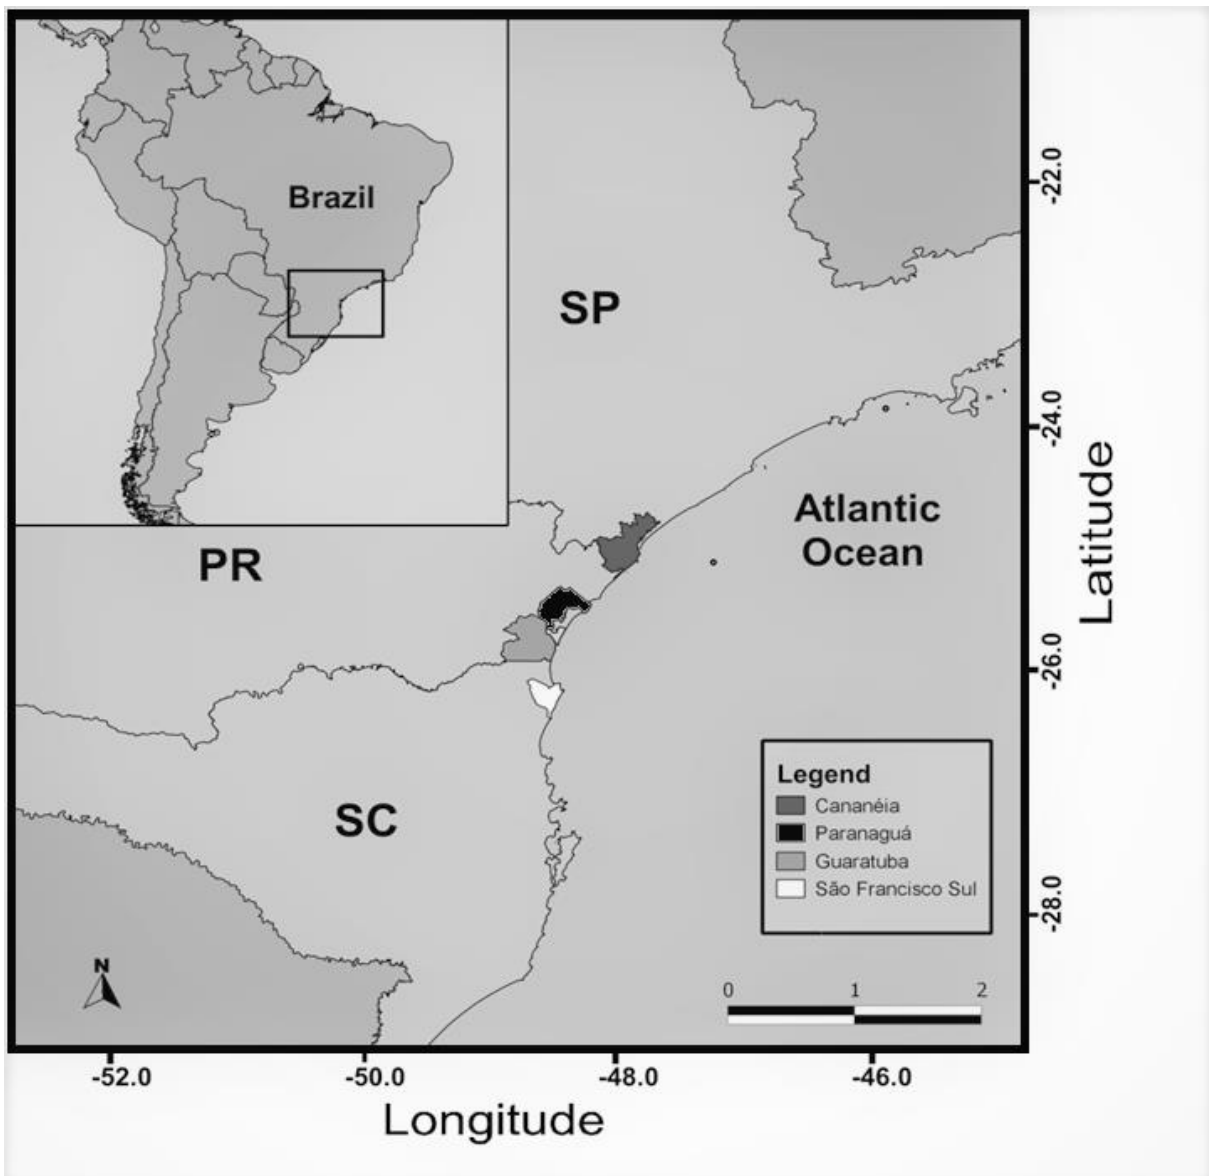 Brazil
SP
PR
SC
Atlantic
Ocean
Legend
Cananéia
Paranaguá
Guaratuba
São Francisco Sul
N
0 1 2
-22.0
-24.0
-26.0
-28.0
Latitude
-52.0 -50.0 -48.0 -46.0
Longitude